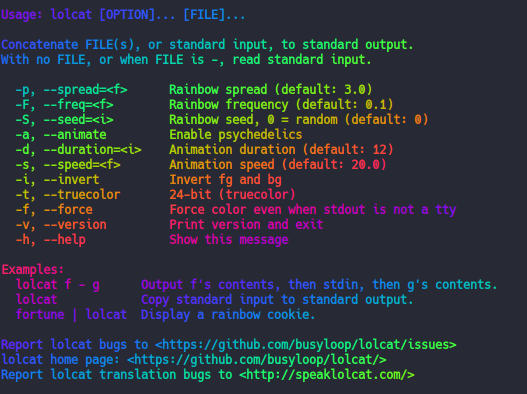 Usage: lolcat [OPTION]... [FILE]...

Concatenate FILE(s), or standard input, to standard output.
With no FILE, or when FILE is -, read standard input.

  -p, --spread=<f>      Rainbow spread (default: 3.0)
  -F, --freq=<f>        Rainbow frequency (default: 0.1)
  -S, --seed=<i>        Rainbow seed, 0 = random (default: 0)
  -a, --animate         Enable psychedelics
  -d, --duration=<i>    Animation duration (default: 12)
  -s, --speed=<f>       Animation speed (default: 20.0)
  -i, --invert          Invert fg and bg
  -t, --truecolor       24-bit (truecolor)
  -f, --force           Force color even when stdout is not a tty
  -v, --version         Print version and exit
  -h, --help            Show this message

Examples:
  lolcat f - g      Output f's contents, then stdin, then g's contents.
  lolcat            Copy standard input to standard output.
  fortune | lolcat  Display a rainbow cookie.

Report lolcat bugs to <https://github.com/busyloop/lolcat/issues>
lolcat home page: <https://github.com/busyloop/lolcat/>
Report lolcat translation bugs to <http://speaklolcat.com/>